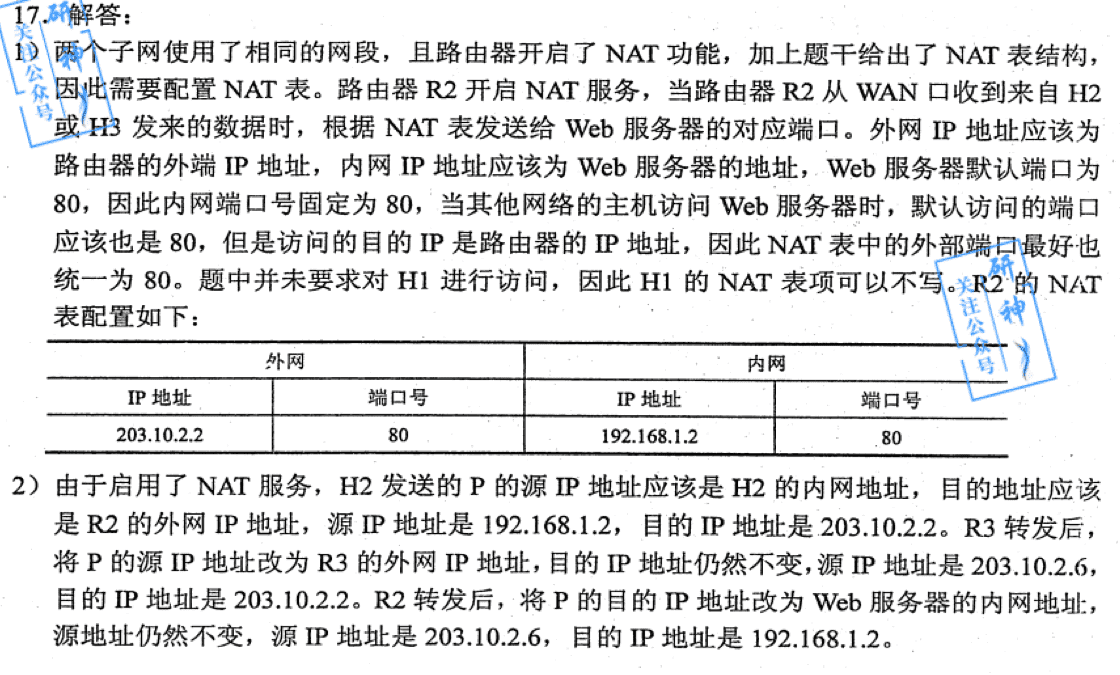 17. 解答：
1）两个子网使用了相同的网段，且路由器开启了 NAT 功能，加上题干给出了 NAT 表结构，
因此需要配置 NAT 表。路由器 R2 开启 NAT 服务，当路由器 R2 从 WAN 口收到来自 H2
或 H3 发来的数据时，根据 NAT 表发送给 Web 服务器的对应端口。外网 IP 地址应该为
路由器的外端 IP 地址，内网 IP 地址应该为 Web 服务器的地址，Web 服务器默认端口为
80，因此内网端口号固定为 80，当其他网络的主机访问 Web 服务器时，默认访问的端口
应该也是 80，但是访问的目的 IP 是路由器的 IP 地址，因此 NAT 表中的外部端口最好也
统一为 80。题中并未要求对 H1 进行访问，因此 H1 的 NAT 表项可以不写。R2 的 NAT
表配置如下：
外网 内网
IP 地址 端口号 IP 地址 端口号
203.10.2.2 80 192.168.1.2 80
2）由于启用了 NAT 服务，H2 发送的 P 的源 IP 地址应该是 H2 的内网地址，目的地址应该
是 R2 的外网 IP 地址，源 IP 地址是 192.168.1.2，目的 IP 地址是 203.10.2.2。R3 转发后，
将 P 的源 IP 地址改为 R3 的外网 IP 地址，目的 IP 地址仍然不变，源 IP 地址是 203.10.2.6，
目的 IP 地址是 203.10.2.2。R2 转发后，将 P 的目的 IP 地址改为 Web 服务器的内网地址，
源地址仍然不变，源 IP 地址是 203.10.2.6，目的 IP 地址是 192.168.1.2。
关注公众号
研神
关注公众号
研神